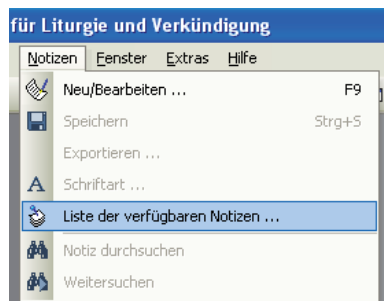 für Liturgie und Verkündigung
Notizen Fenster Extras Hilfe
Neu/Bearbeiten ... F9
Speichern Strg+S
Exportieren ...
Schriftart ...
Liste der verfügbaren Notizen ...
Notiz durchsuchen
Weitersuchen